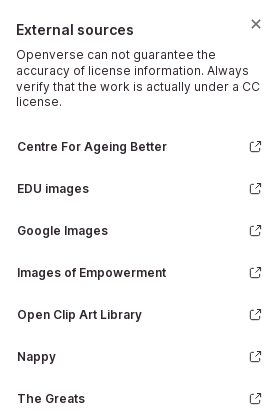 External sources
Openverse can not guarantee the
accuracy of license information. Always
verify that the work is actually under a CC
license.
Centre For Ageing Better
EDU images
Google Images
Images of Empowerment
Open Clip Art Library
Nappy
The Greats